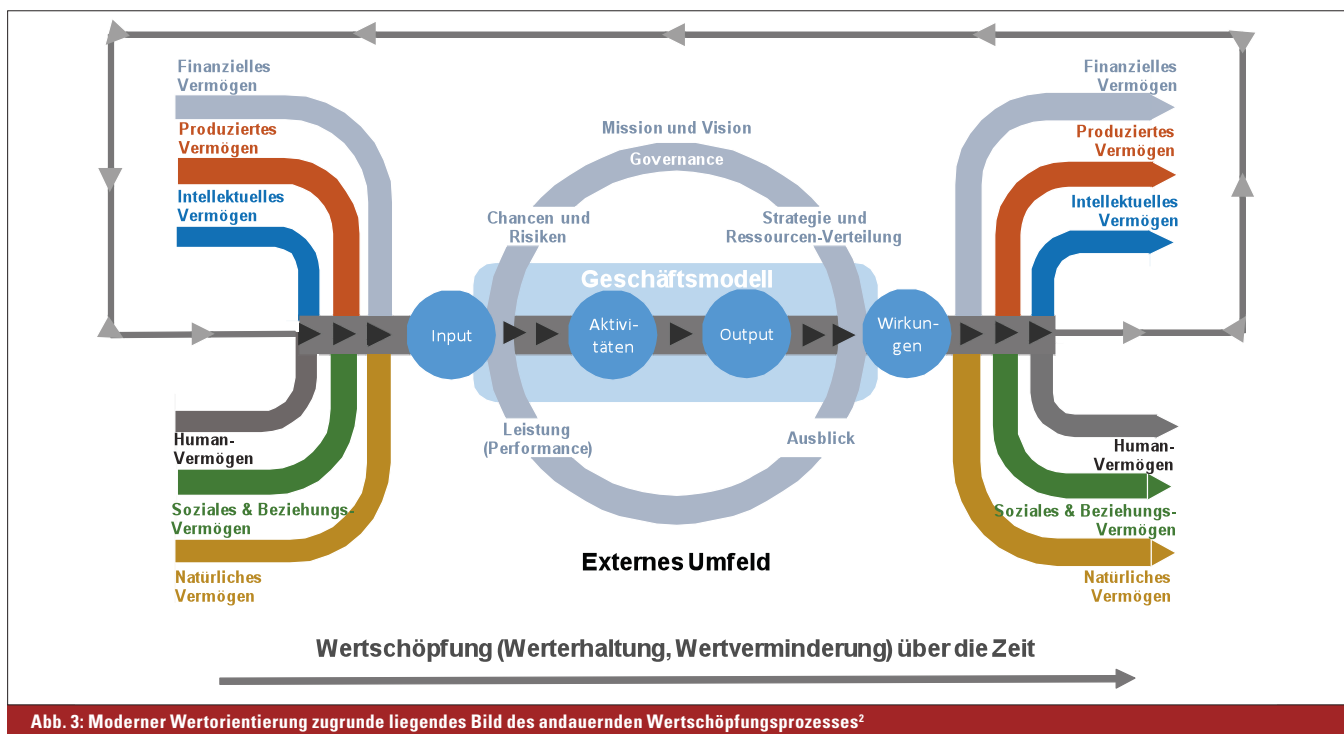 Finanzielles
Vermögen
Produziertes
Vermögen
Intellektuelles
Vermögen
Human-
Vermögen
Soziales & Beziehungs-
Vermögen
Natürliches
Vermögen
Mission und Vision
Governance
Chancen und
Risiken
Strategie und
Ressourcen-Verteilung
Geschäftsmodell
Input
Aktivi-
täten
Output
Wirkun-
gen
Leistung
(Performance)
Ausblick
Externes Umfeld
Finanzielles
Vermögen
Produziertes
Vermögen
Intellektuelles
Vermögen
Human-
Vermögen
Soziales & Beziehungs-
Vermögen
Natürliches
Vermögen
Wertschöpfung (Werterhaltung, Wertverminderung) über die Zeit
Abb. 3: Moderner Wertorientierung zugrunde liegendes Bild des andauernden Wertschöpfungsprozesses²